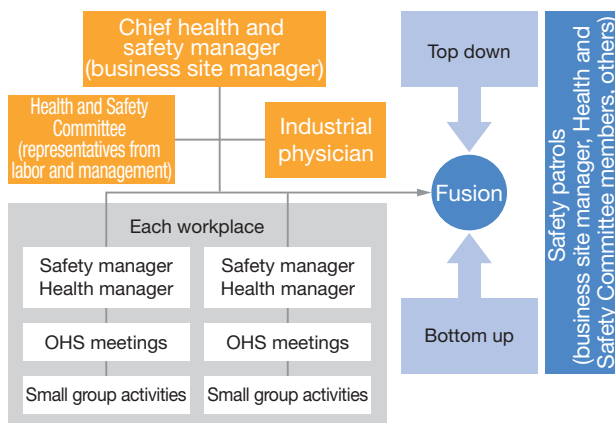 Chief health and
safety manager
(business site manager)
Health and Safety
Committee
(representatives from
labor and management)
Industrial
physician
Each workplace
Safety manager
Health manager
OHS meetings
Small group activities
Safety manager
Health manager
OHS meetings
Small group activities
Top down
Fusion
Bottom up
Safety patrols
(business site manager, Health and
Safety Committee members, others)